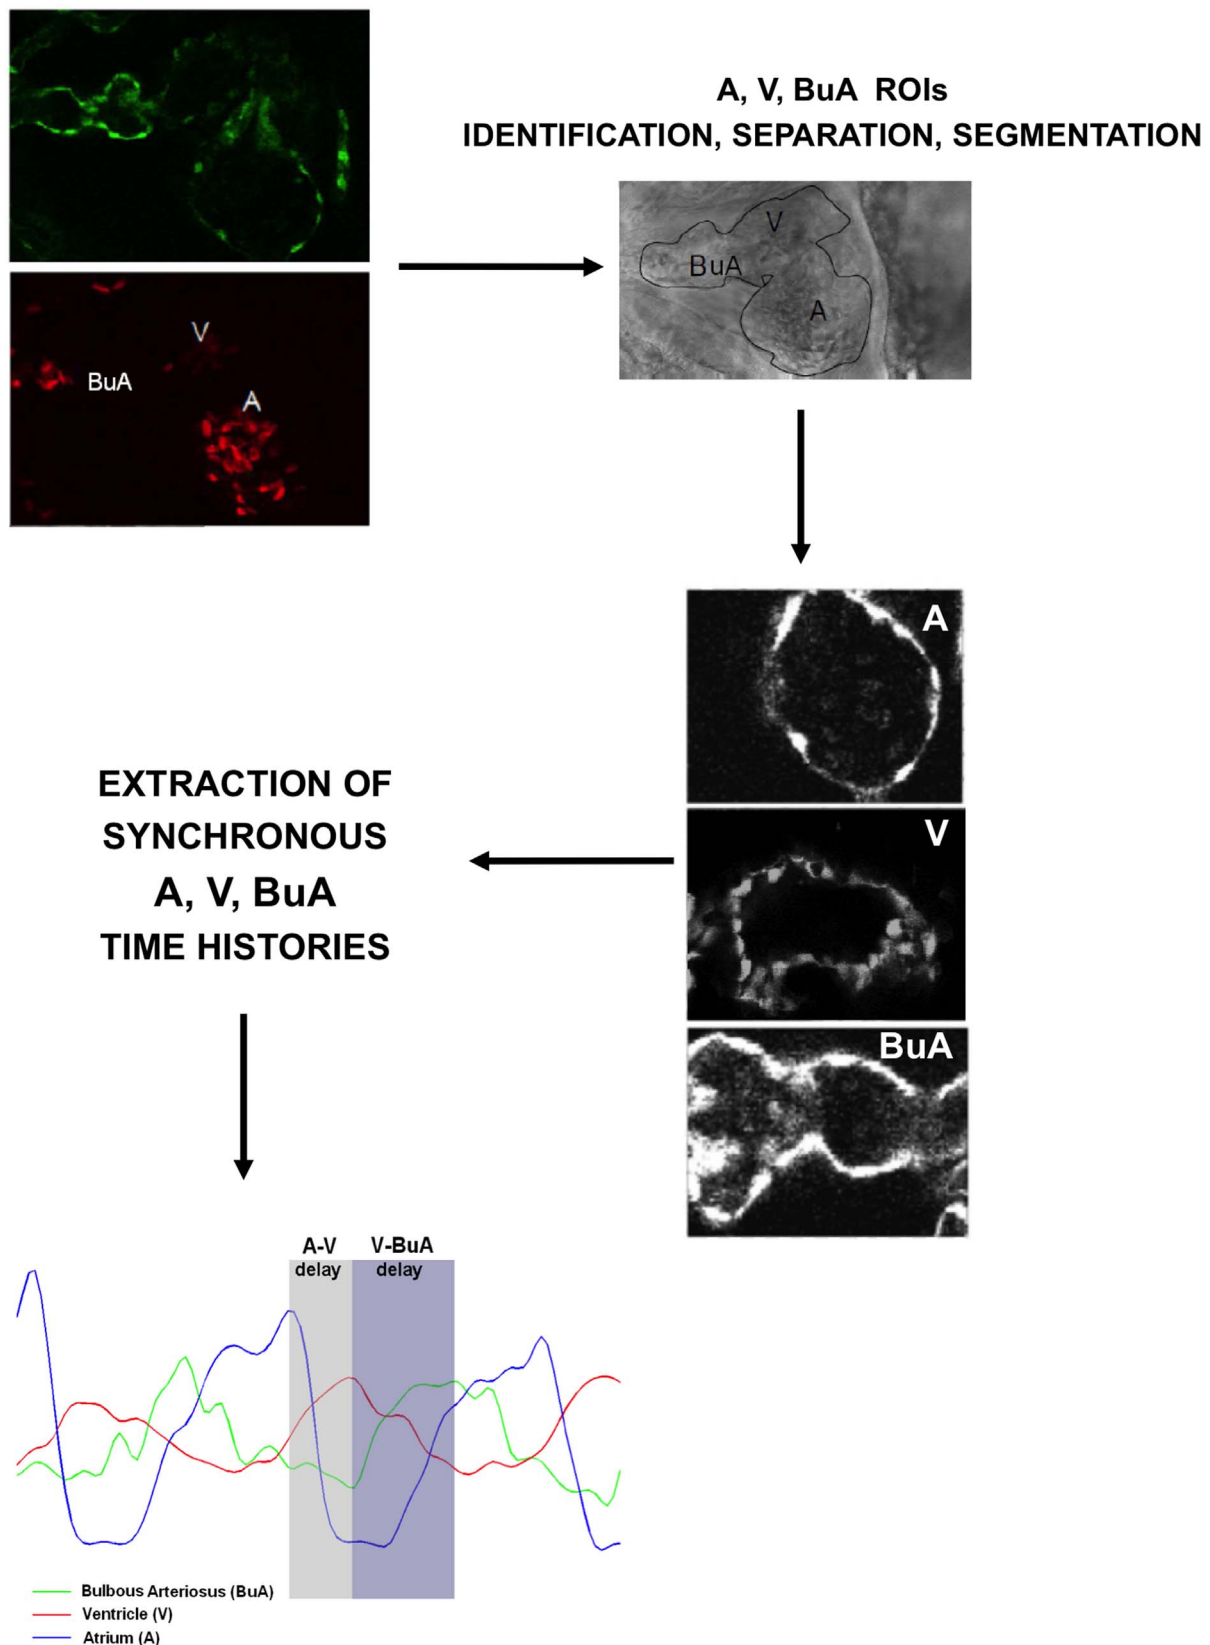 A, V, BuA ROIs
IDENTIFICATION, SEPARATION, SEGMENTATION
V
BuA
A
V
BuA
A
A
V
BuA
EXTRACTION OF
SYNCHRONOUS
A, V, BuA
TIME HISTORIES
A-V
delay
V-BuA
delay
Bulbous Arteriosus (BuA)
Ventricle (V)
Atrium (A)